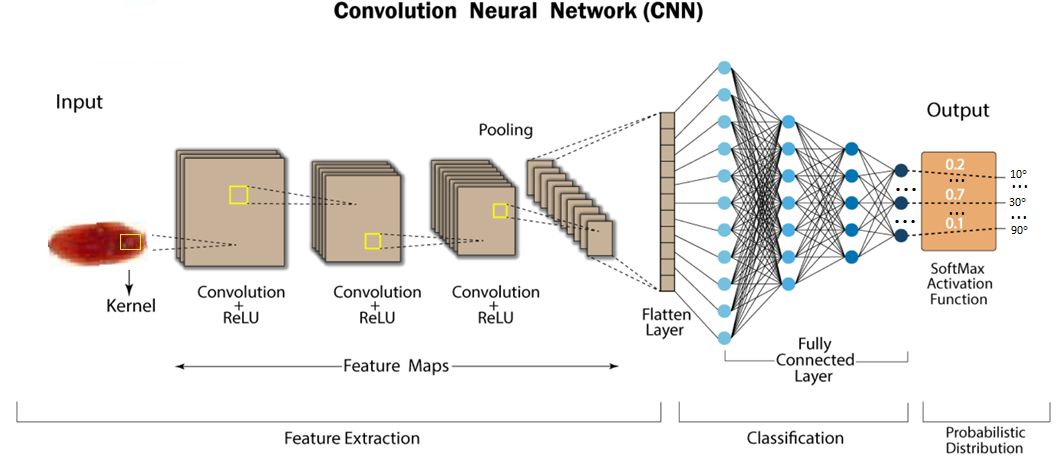 Convolution Neural Network (CNN)
Input
Kernel
Convolution
+
ReLU
Convolution
+
ReLU
Convolution
+
ReLU
Pooling
Feature Maps
Flatten
Layer
Fully
Connected
Layer
Output
0.2
...
0.7
...
0.1
... 
...
10°
...
30°
...
90°
SoftMax
Activation
Function
Feature Extraction
Classification
Probabilistic
Distribution